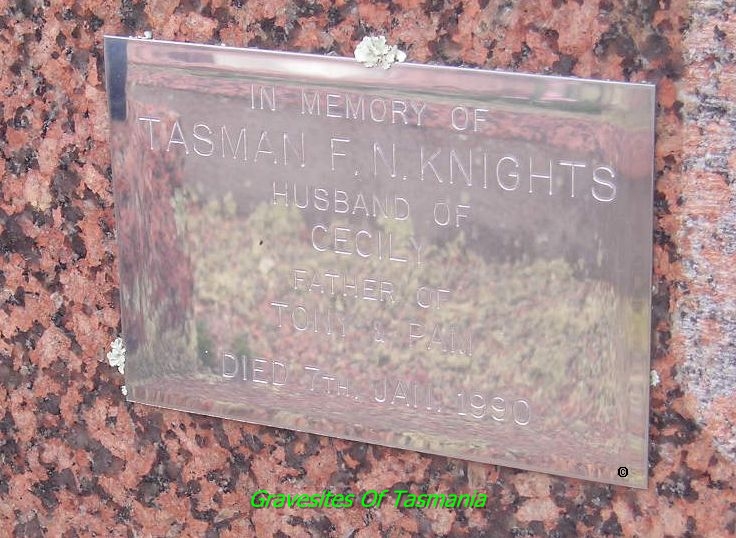 IN MEMORY OF
TASMAN F. N. KNIGHTS
HUSBAND OF
CECILY
FATHER OF
TONY & PAM
DIED 7TH. JAN. 1990
©
Gravesites Of Tasmania